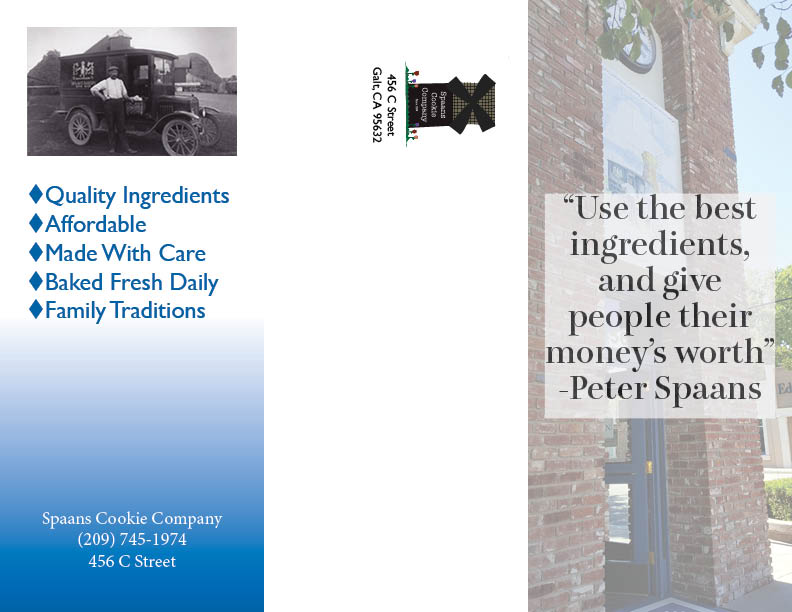 ♦Quality Ingredients
♦Affordable
♦Made With Care
♦Baked Fresh Daily
♦Family Traditions
Spaans Cookie Company
(209) 745-1974
456 C Street
Spaans
Cookie
Company
456 C Street
Galt, CA 95632
“Use the best
ingredients,
and give
people their
money’s worth”
-Peter Spaans